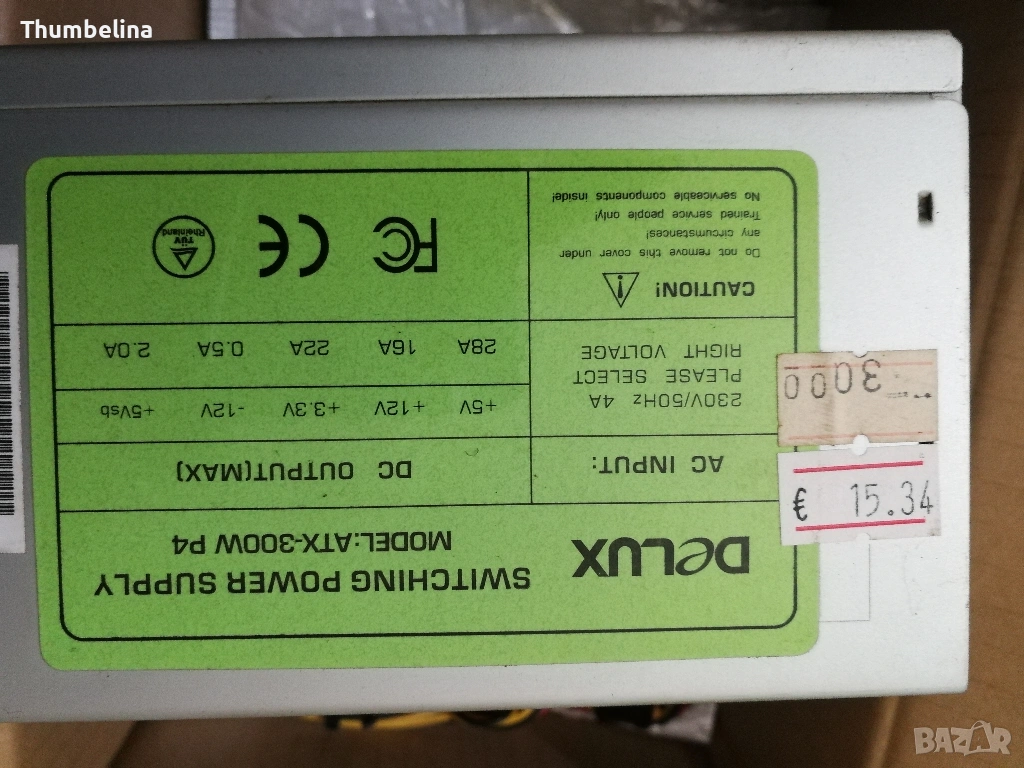 Thumbelina
DeLUX
SWITCHING POWER SUPPLY
MODEL:ATX-300W P4
AC INPUT:
DC OUTPUT(MAX)
230V/50Hz 4A
PLEASE SELECT
RIGHT VOLTAGE
+5V +12V +3.3V -12V +5Vsb
28A 16A 22A 0.5A 2.0A
CAUTION!
Do not remove this cover under
any circumstances!
Trained service people only!
No serviceable components inside!
FC
CE
TÜV
Rheinland
3000
€ 15.34
BAZAR